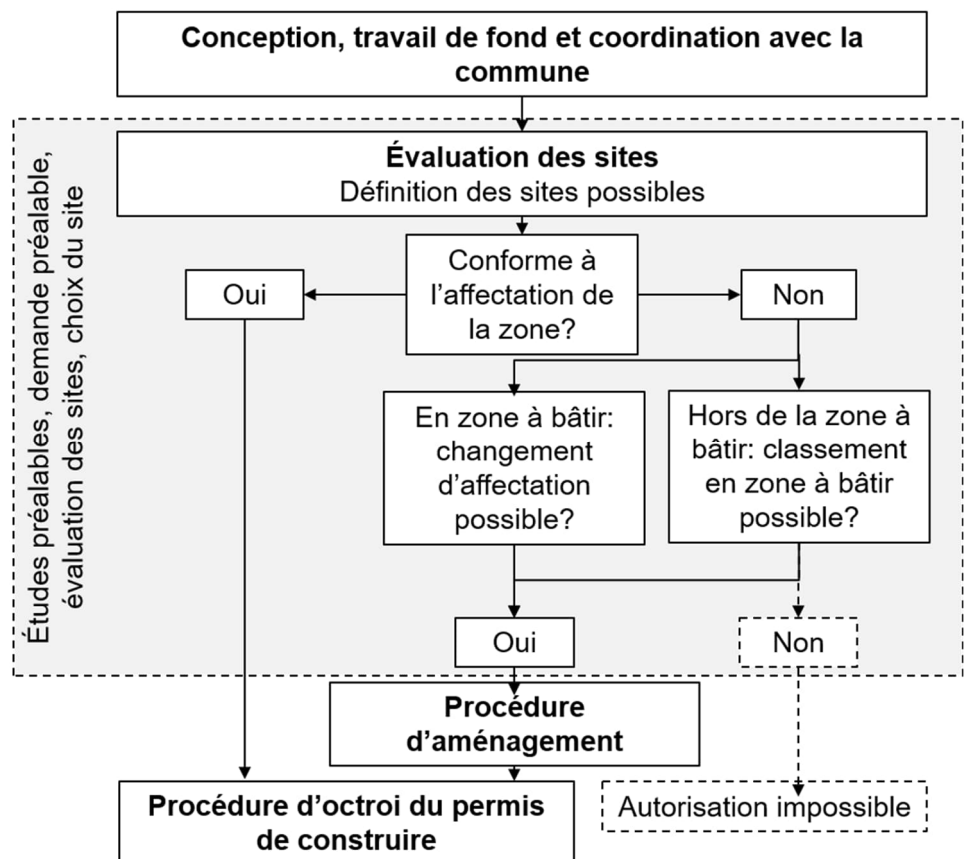 Conception, travail de fond et coordination avec la
commune
Études préalables, demande préalable,
évaluation des sites, choix du site
Évaluation des sites
Définition des sites possibles
Conforme à
l’affectation de
la zone?
Oui
Non
En zone à bâtir:
changement
d’affectation
possible?
Hors de la zone à
bâtir: classement
en zone à bâtir
possible?
Oui
Non
Procédure
d’aménagement
Procédure d’octroi du permis
de construire
Autorisation impossible